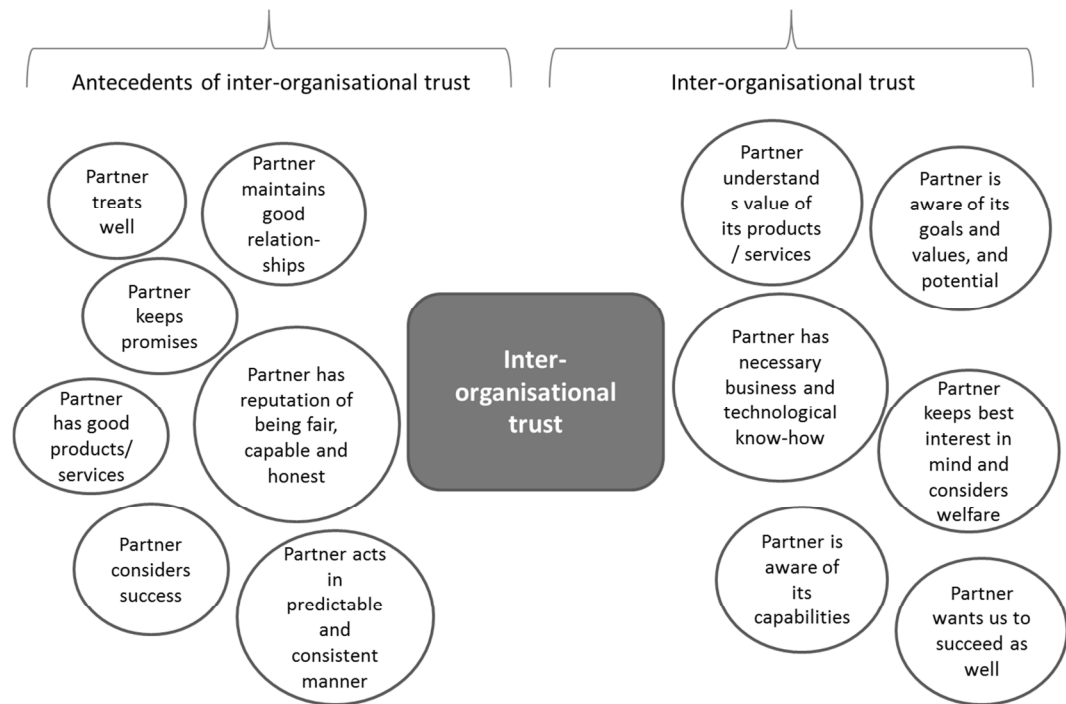 Antecedents of inter-organisational trust
Inter-organisational trust
Partner
treats
well
Partner
maintains
good
relation-
ships
Partner
keeps
promises
Partner has
reputation of
being fair,
capable and
honest
Partner
has good
products/
services
Partner
considers
success
Partner acts
in
predictable
and
consistent
manner
Inter-
organisational
trust
Partner
understand
s value of
its products
/ services
Partner is
aware of its
goals and
values, and
potential
Partner has
necessary
business and
technological
know-how
Partner
keeps best
interest in
mind and
considers
welfare
Partner is
aware of
its
capabilities
Partner
wants us to
succeed as
well